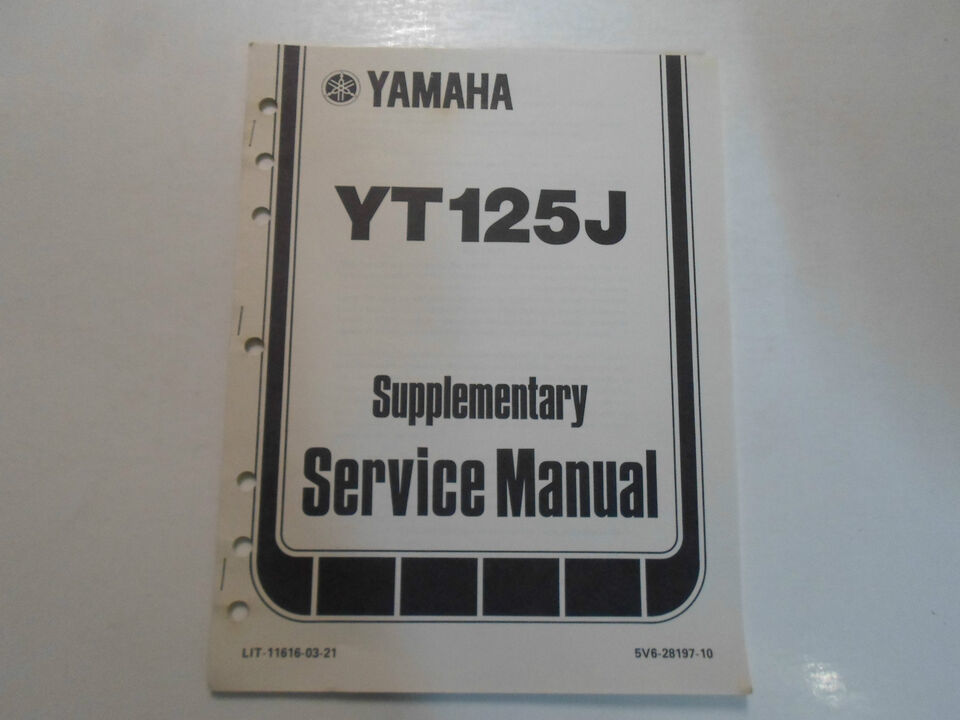 YAMAHA
YT125J
Supplementary
Service Manual
LIT-11616-03-21
5V6-28197-10